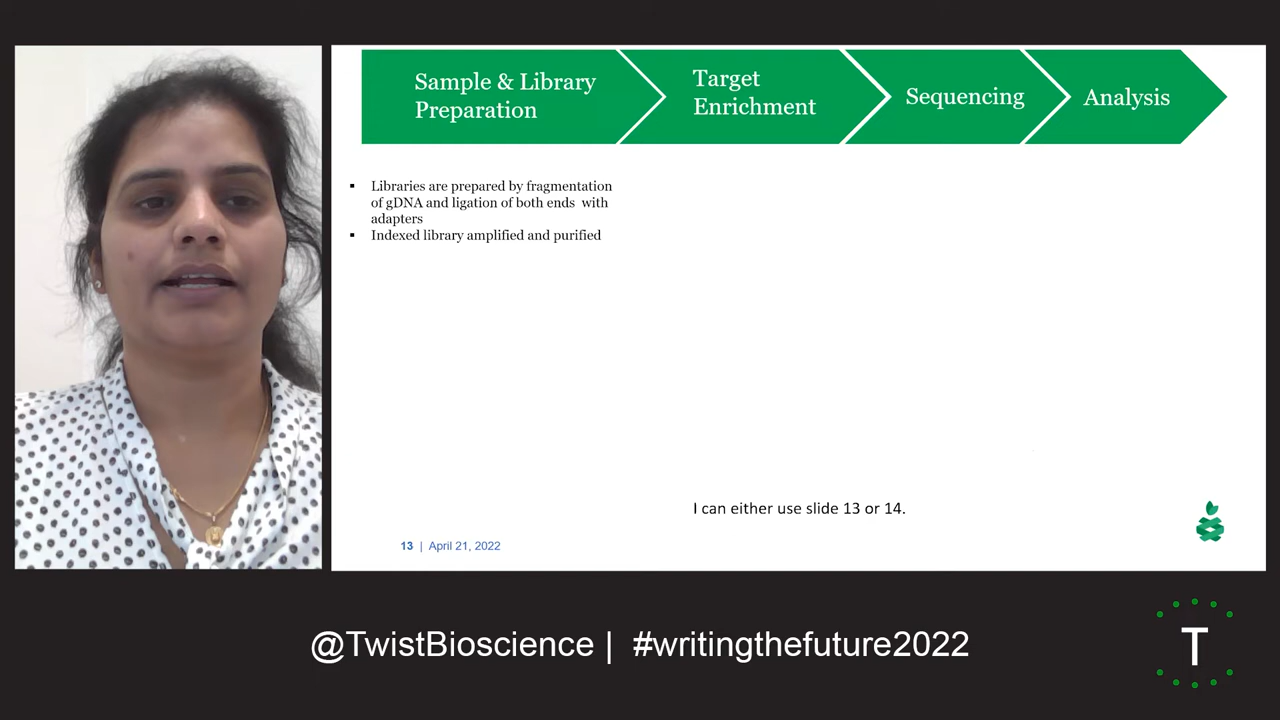 Sample & Library
Preparation
Target
Enrichment
Sequencing
Analysis
▪ Libraries are prepared by fragmentation
of gDNA and ligation of both ends with
adapters
▪ Indexed library amplified and purified
I can either use slide 13 or 14.
13 | April 21, 2022
@TwistBioscience | #writingthefuture2022
T